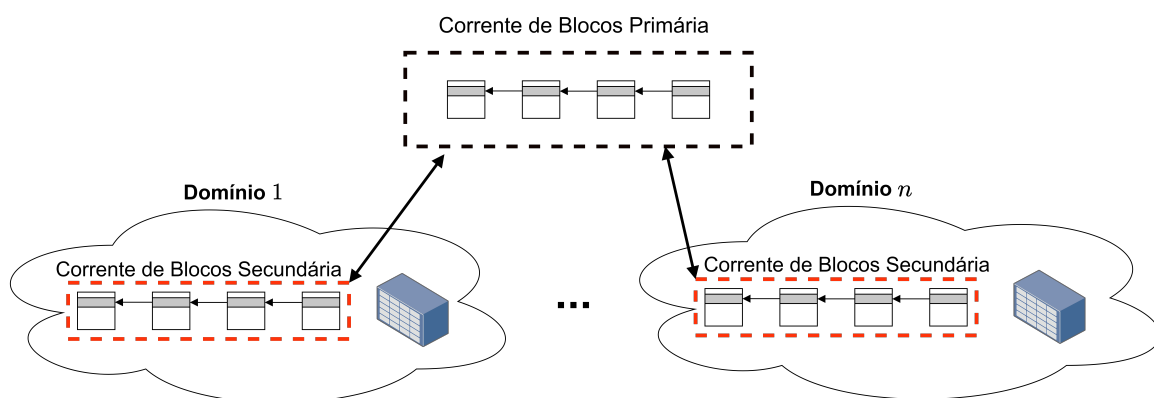 Corrente de Blocos Primária
Domínio 1
Domínio n
Corrente de Blocos Secundária
Corrente de Blocos Secundária
...